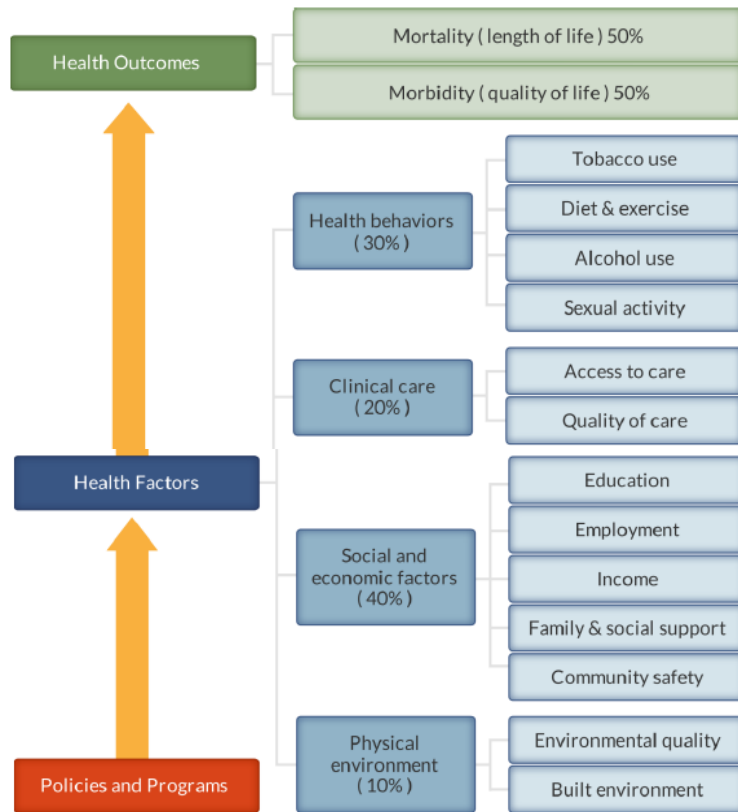 Health Outcomes
Mortality ( length of life ) 50%
Morbidity ( quality of life ) 50%
Health behaviors
( 30% )
Tobacco use
Diet & exercise
Alcohol use
Sexual activity
Clinical care
( 20% )
Access to care
Quality of care
Health Factors
Social and
economic factors
( 40% )
Education
Employment
Income
Family & social support
Community safety
Policies and Programs
Physical
environment
( 10% )
Environmental quality
Built environment